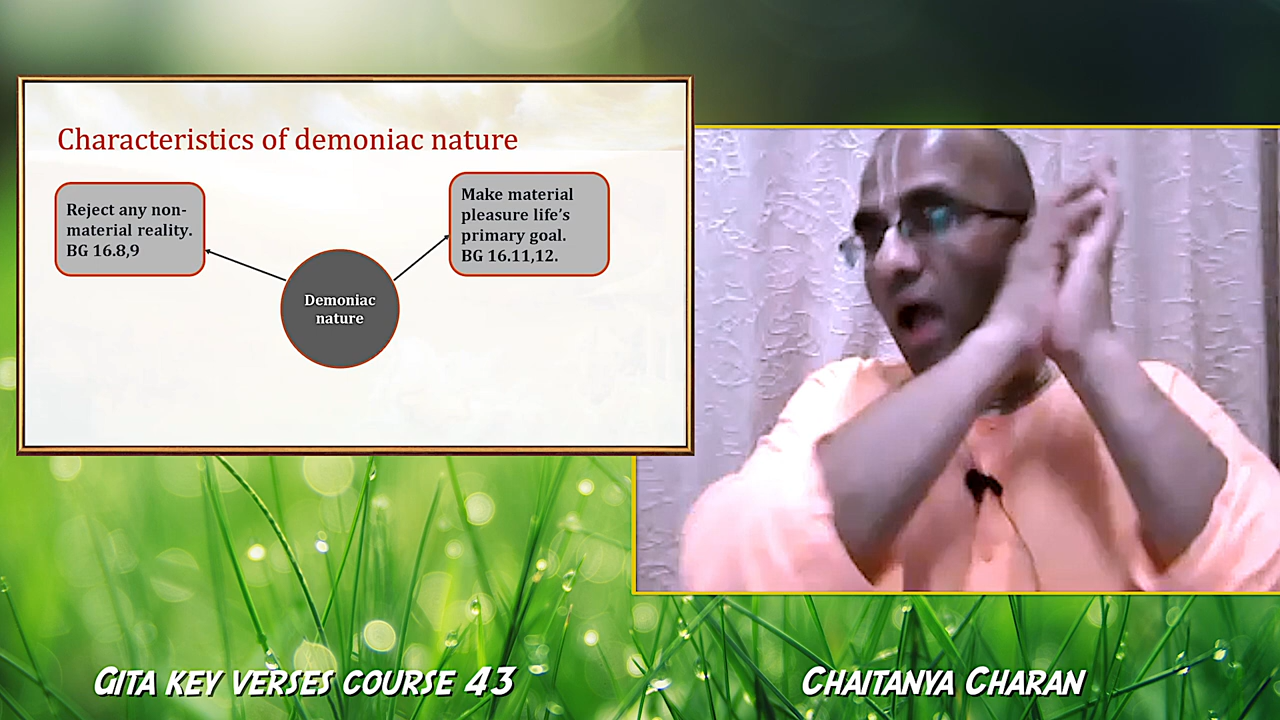 Characteristics of demoniac nature
Reject any non-
material reality.
BG 16.8,9
Make material
pleasure life's
primary goal.
BG 16.11,12.
Demoniac
nature
GITA KEY VERSES COURSE 43
CHAITANYA CHARAN